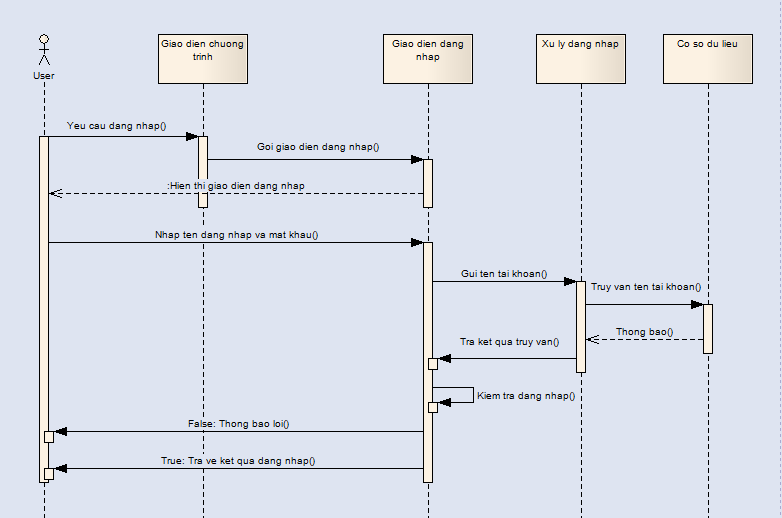 User
Giao dien chuong
trinh
Giao dien dang
nhap
Xu ly dang nhap
Co so du lieu
Yeu cau dang nhap()
Goi giao dien dang nhap()
:Hien thi giao dien dang nhap
Nhap ten dang nhap va mat khau()
Gui ten tai khoan()
Truy van ten tai khoan()
Thong bao()
Tra ket qua truy van()
Kiem tra dang nhap()
False: Thong bao loi()
True: Tra ve ket qua dang nhap()